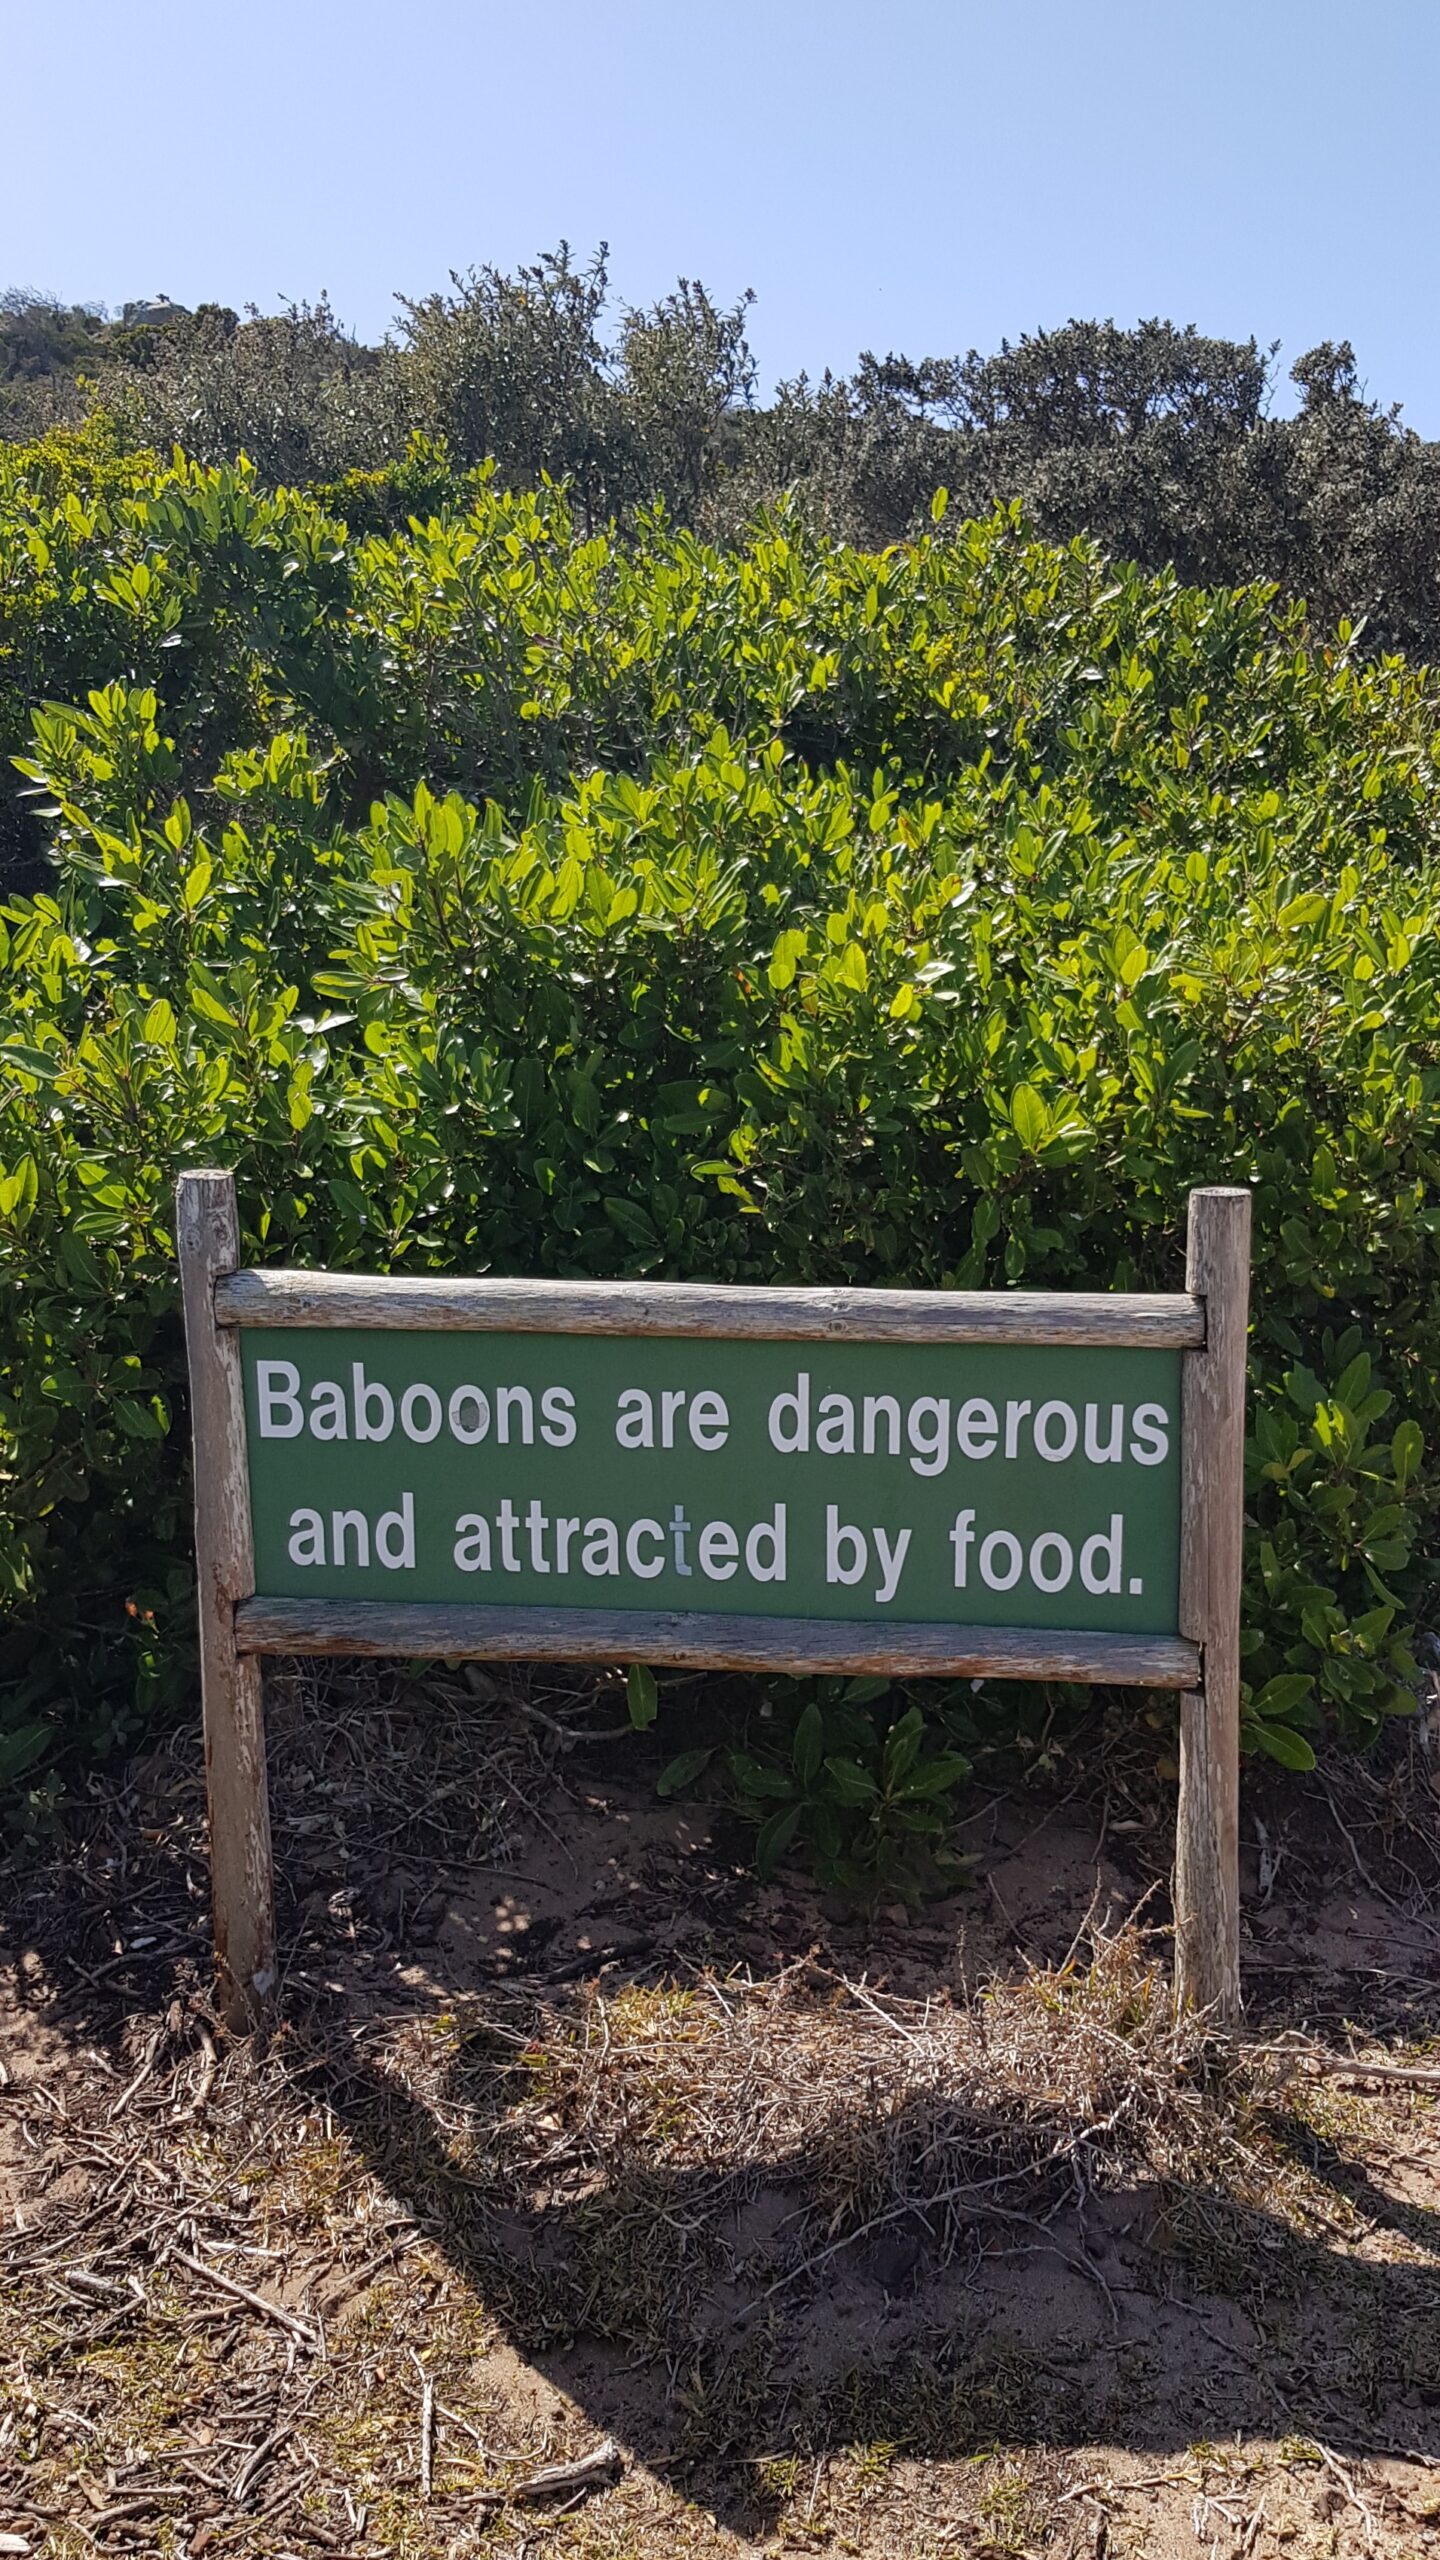 Baboons are dangerous
and attracted by food.